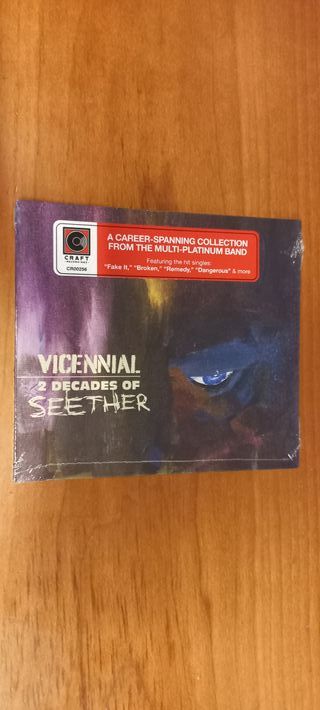 CRAFT
RECORDINGS
CR00256
A CAREER-SPANNING COLLECTION
FROM THE MULTI-PLATINUM BAND
Featuring the hit singles:
"Fake It," "Broken," "Remedy," "Dangerous" & more
VICENNIAL
2 DECADES OF
SEETHER